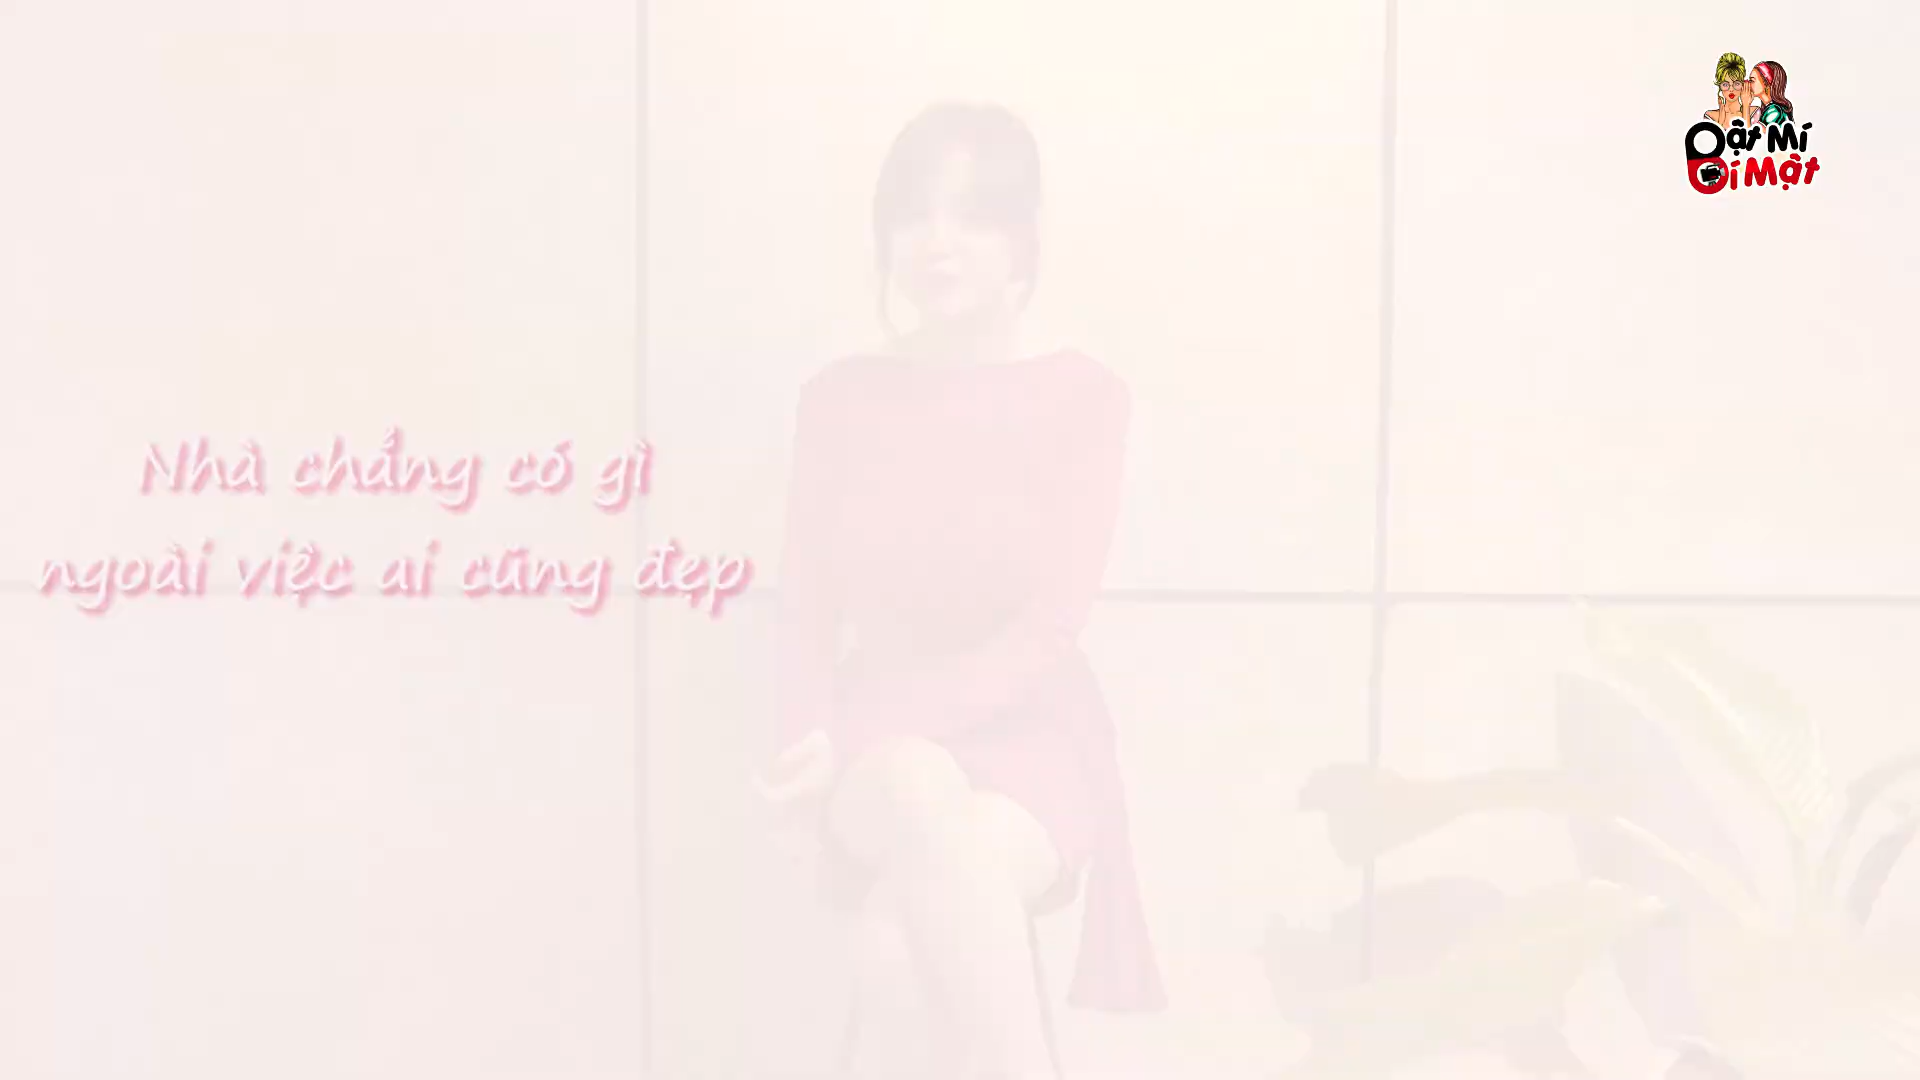 Bật Mí
Bí Mật
Nhà chẳng có gì
ngoài việc ai cũng đẹp